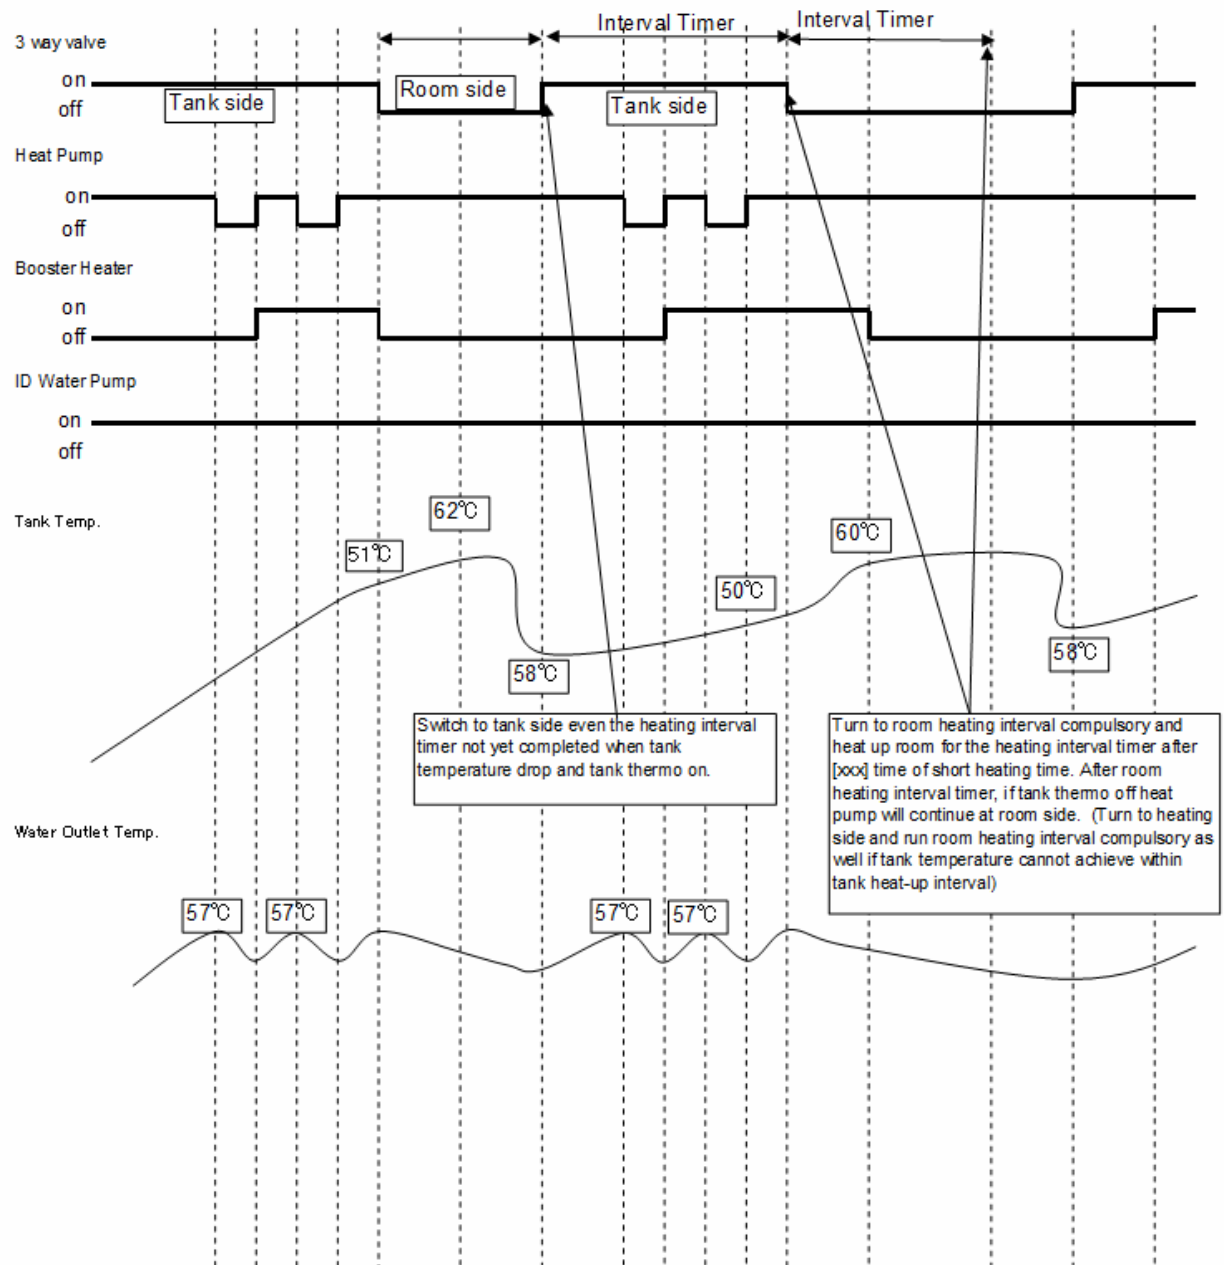 Interval Timer
Interval Timer
3 way valve
on
off
Tank side
Room side
Tank side
Heat Pump
on
off
Booster Heater
on
off
ID Water Pump
on
off
Tank Temp.
51℃
62℃
58℃
50℃
60℃
58℃
Switch to tank side even the heating interval
timer not yet completed when tank
temperature drop and tank thermo on.
Turn to room heating interval compulsory and
heat up room for the heating interval timer after
[xxx] time of short heating time. After room
heating interval timer, if tank thermo off heat
pump will continue at room side. (Turn to heating
side and run room heating interval compulsory as
well if tank temperature cannot achieve within
tank heat-up interval)
Water Outlet Temp.
57℃
57℃
57℃
57℃